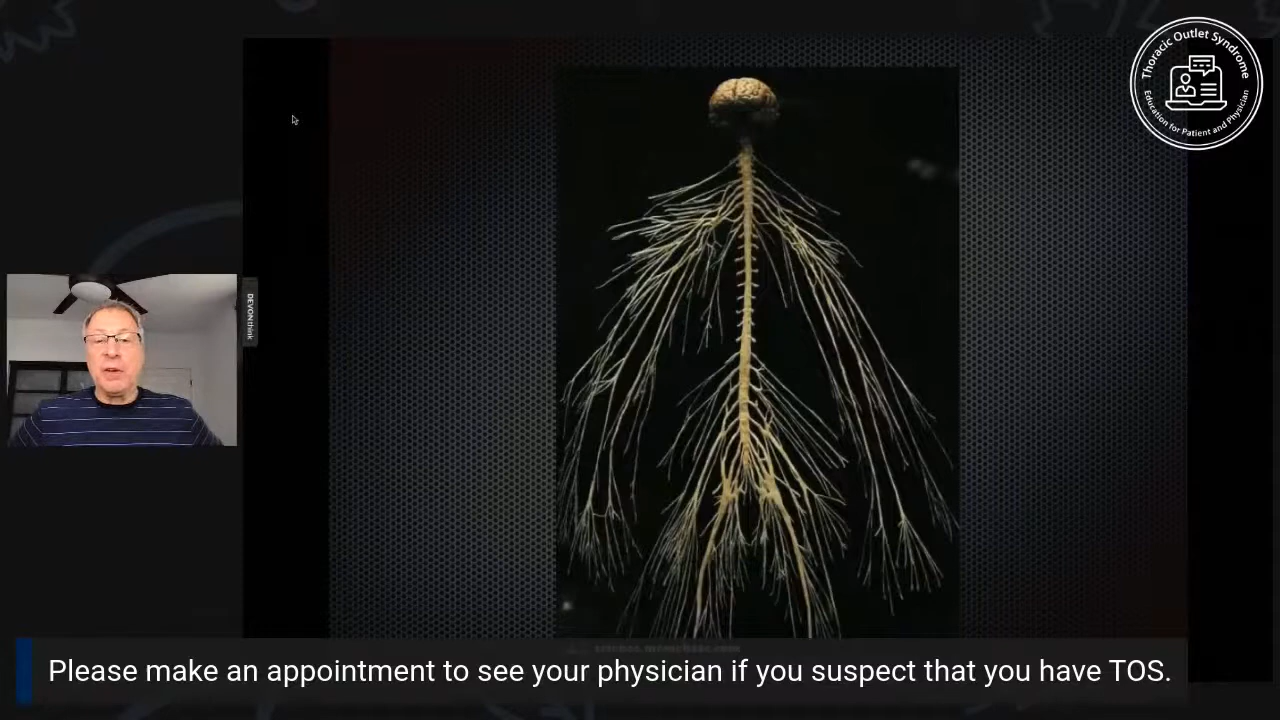 Thoracic Outlet Syndrome
Education for Patient and Physician
DEVONthink
Please make an appointment to see your physician if you suspect that you have TOS.